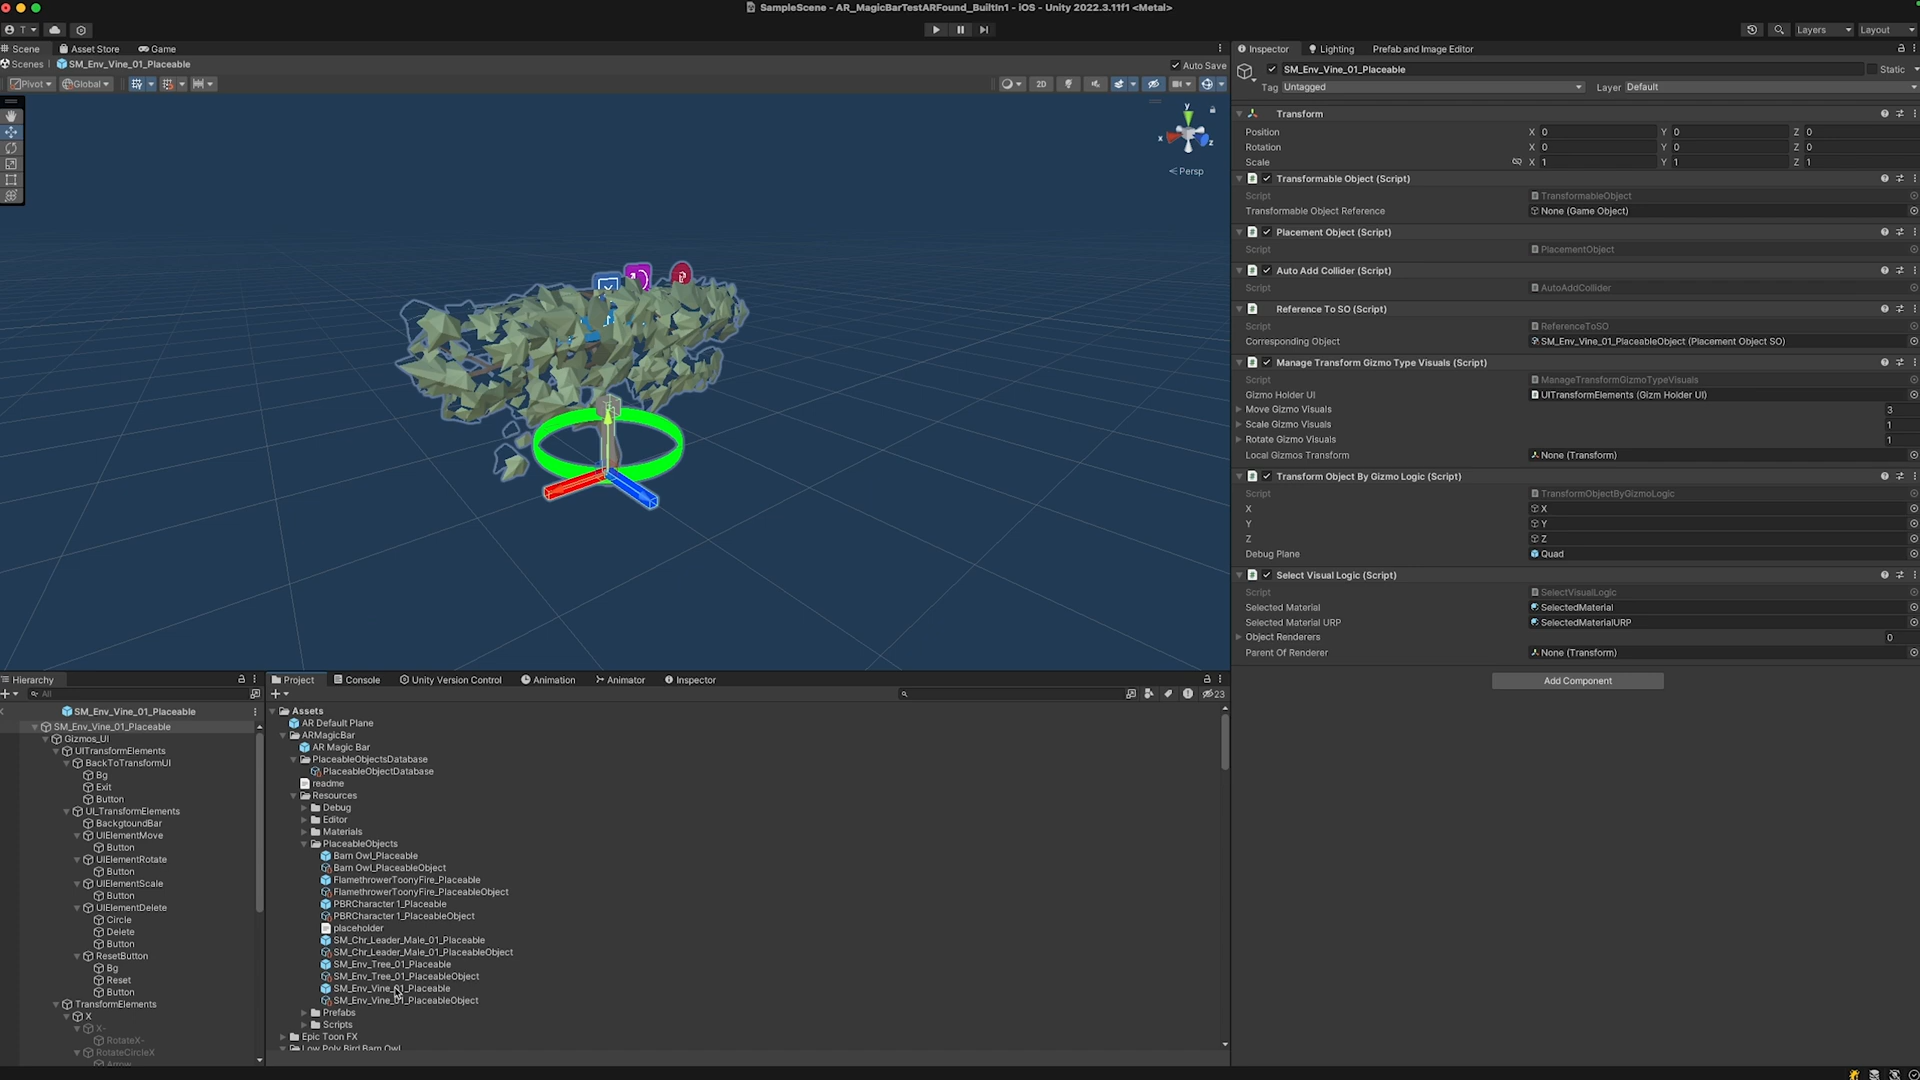 SampleScene - AR_MagicBarTestARFound_BuiltIn1 - iOS - Unity 2022.3.11f1 <Metal>
T
Layers
Layout
Scene
Asset Store
Game
Inspector
Lighting
Prefab and Image Editor
Scenes
SM_Env_Vine_01_Placeable
Auto Save
SM_Env_Vine_01_Placeable
Static
Pivot
Global
2D
Tag Untagged
Layer Default
y
x
z
Persp
Transform
Position X 0 Y 0 Z 0
Rotation X 0 Y 0 Z 0
Scale X 1 Y 1 Z 1
Transformable Object (Script)
Script TransformableObject
Transformable Object Reference None (Game Object)
Placement Object (Script)
Script PlacementObject
Auto Add Collider (Script)
Script AutoAddCollider
Reference To SO (Script)
Script ReferenceToSO
Corresponding Object SM_Env_Vine_01_PlaceableObject (Placement Object SO)
Manage Transform Gizmo Type Visuals (Script)
Script ManageTransformGizmoTypeVisuals
Gizmo Holder UI UITransformElements (Gizm Holder UI)
Move Gizmo Visuals 3
Scale Gizmo Visuals 1
Rotate Gizmo Visuals 1
Local Gizmos Transform None (Transform)
Transform Object By Gizmo Logic (Script)
Script TransformObjectByGizmoLogic
X X
Y Y
Z Z
Debug Plane Quad
Select Visual Logic (Script)
Script SelectVisualLogic
Selected Material SelectedMaterial
Selected Material URP SelectedMaterialURP
Object Renderers 0
Parent Of Renderer None (Transform)
Add Component
Hierarchy
All
SM_Env_Vine_01_Placeable
SM_Env_Vine_01_Placeable
Gizmos_Ui
UITransformElements
BackToTransformUI
Bg
Exit
Button
UI_TransformElements
BackgtoundBar
UIElementMove
Button
UIElementRotate
Button
UIElementScale
Button
UIElementDelete
Circle
Delete
Button
ResetButton
Bg
Reset
Button
TransformElements
X
X-
RotateX-
RotateCircleX
Arrow
Project
Console
Unity Version Control
Animation
Animator
Inspector
23
Assets
AR Default Plane
ARMagicBar
AR Magic Bar
PlaceableObjectsDatabase
PlaceableObjectDatabase
readme
Resources
Debug
Editor
Materials
PlaceableObjects
Barn Owl_Placeable
Barn Owl_PlaceableObject
FlamethrowerToonyFire_Placeable
FlamethrowerToonyFire_PlaceableObject
PBRCharacter 1_Placeable
PBRCharacter 1_PlaceableObject
placeholder
SM_Chr_Leader_Male_01_Placeable
SM_Chr_Leader_Male_01_PlaceableObject
SM_Env_Tree_01_Placeable
SM_Env_Tree_01_PlaceableObject
SM_Env_Vine_01_Placeable
SM_Env_Vine_01_PlaceableObject
Prefabs
Scripts
Epic Toon FX
Low Poly Bird Barn Owl